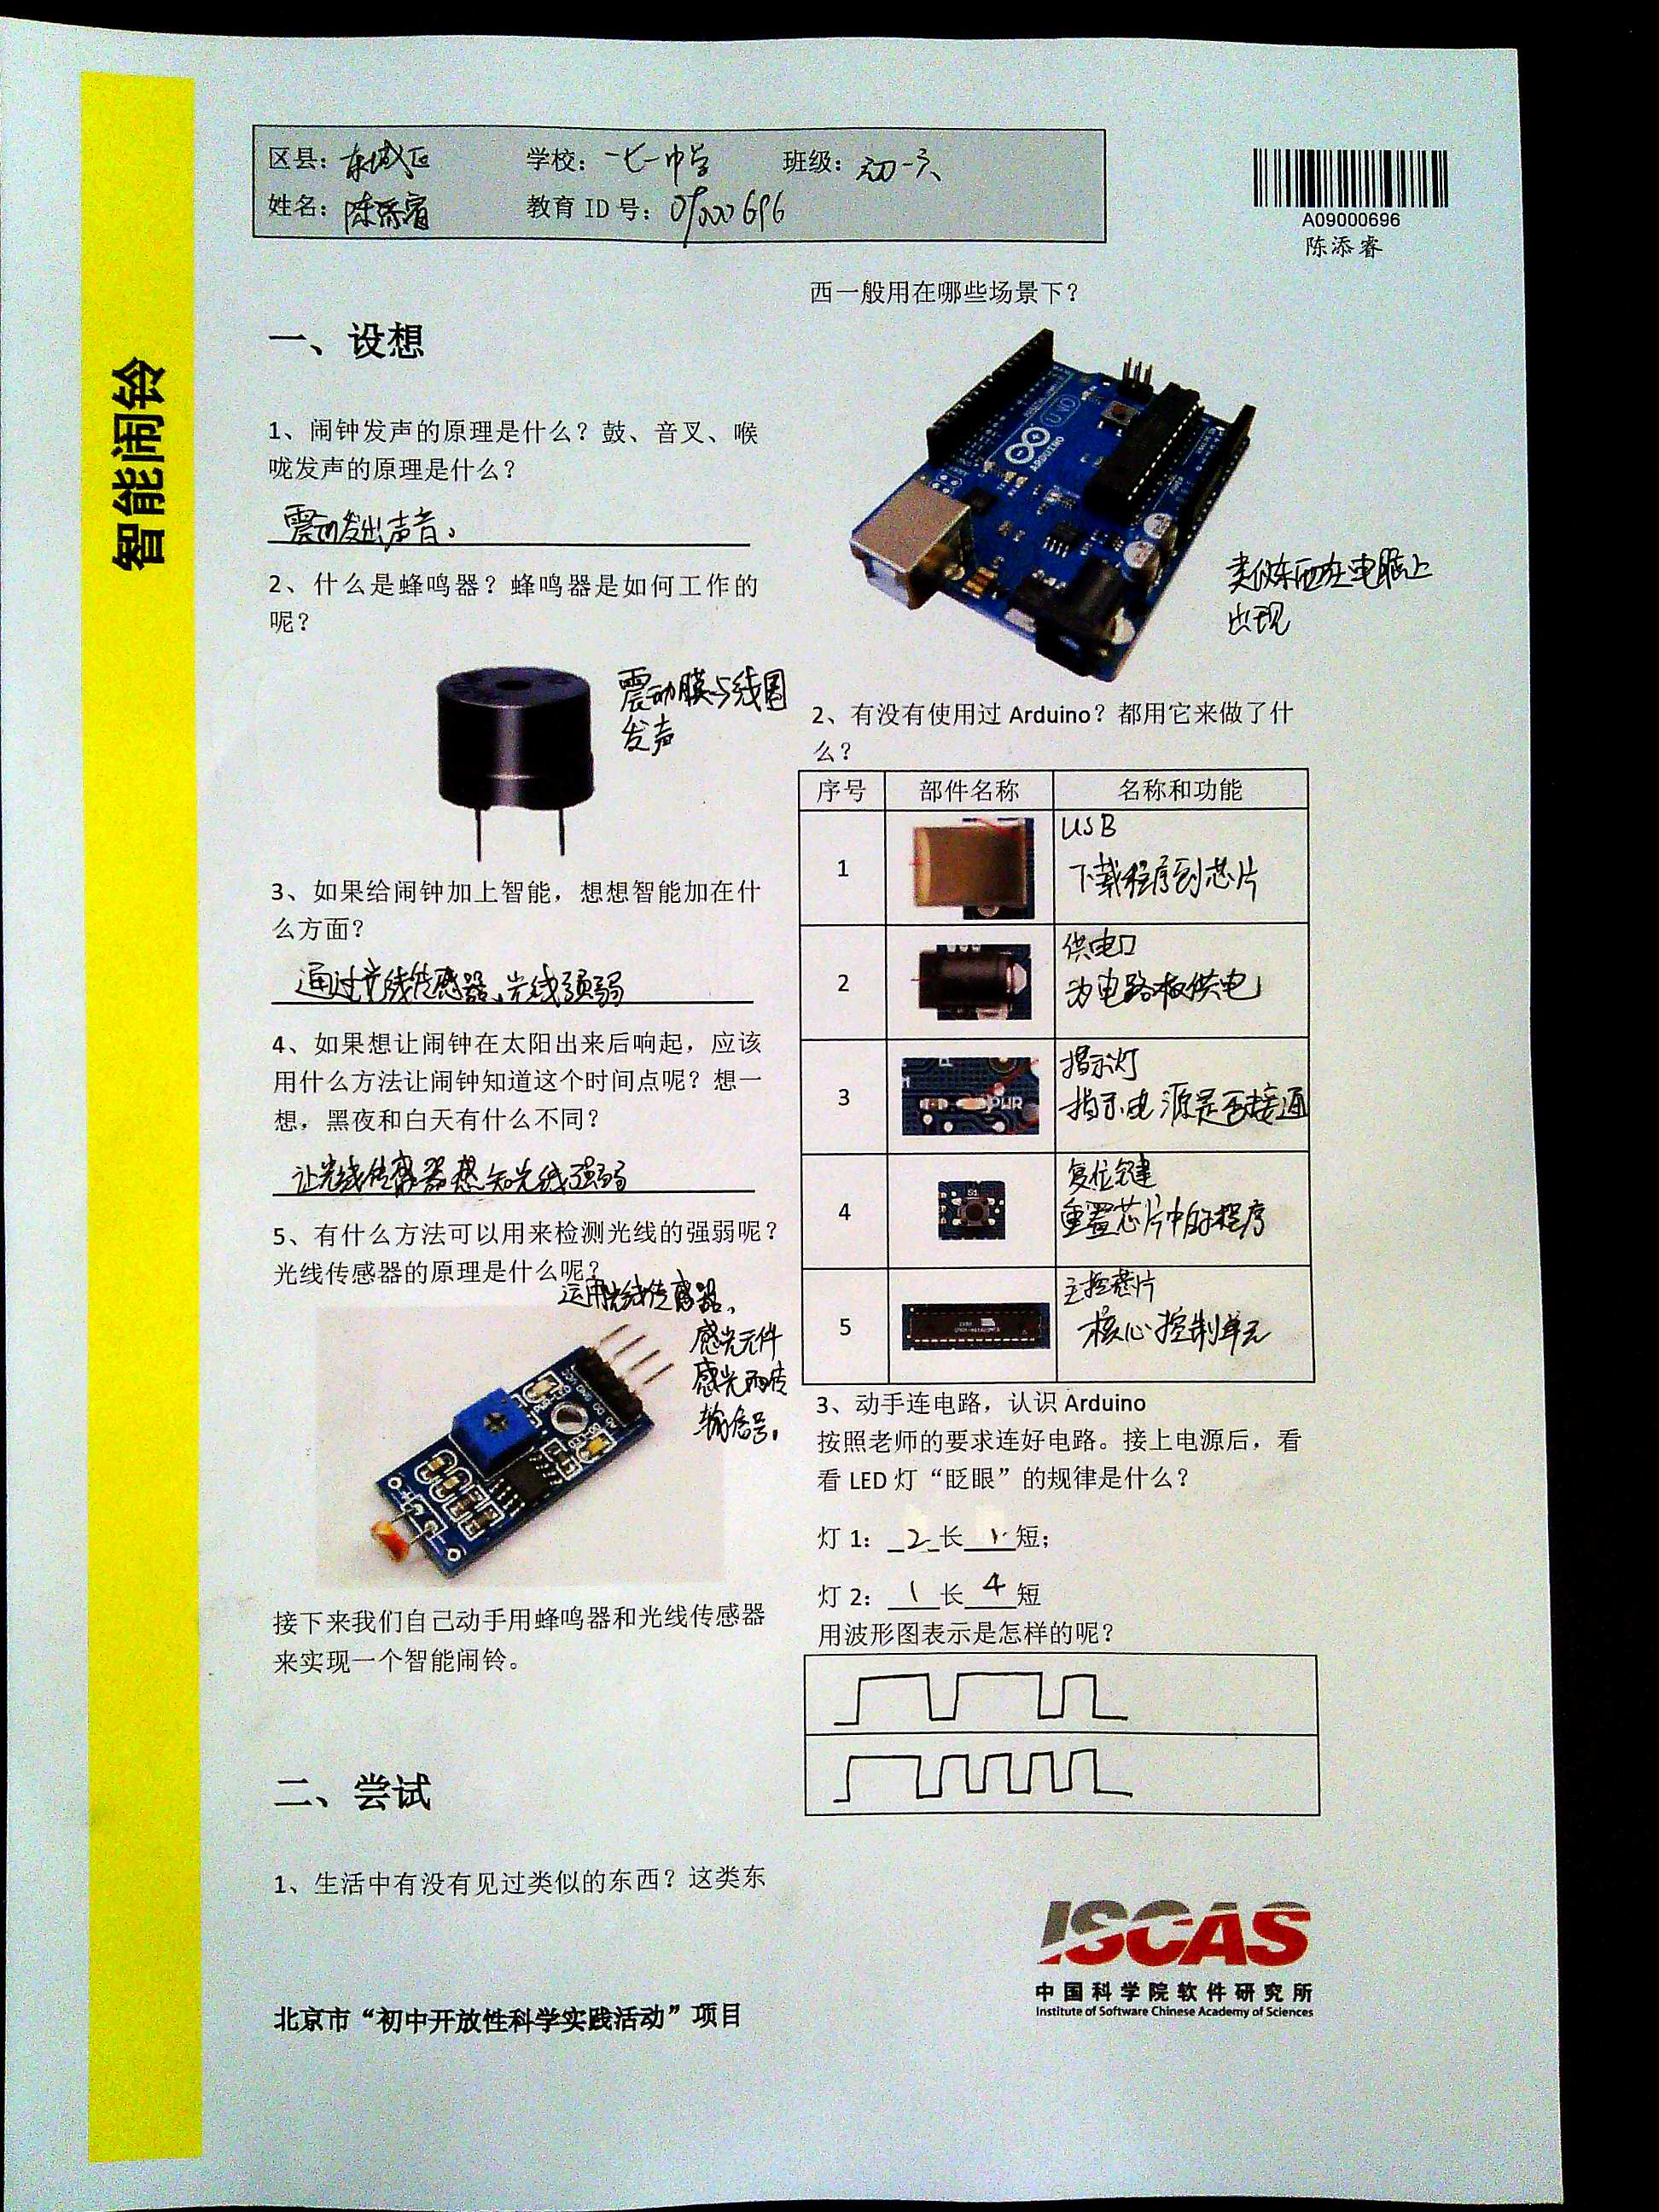 智能闹铃
区县：东城区 学校：一七一中学 班级：初一六
姓名：陈添睿 教育 ID 号：09000696
A09000696
陈添睿
一、设想
1、闹钟发声的原理是什么？鼓、音叉、喉
咙发声的原理是什么？
震动发出声音。
2、什么是蜂鸣器？蜂鸣器是如何工作的
呢？
震动膜与线圈
发声
3、如果给闹钟加上智能，想想智能加在什
么方面？
通过光线传感器、光线强弱
4、如果想让闹钟在太阳出来后响起，应该
用什么方法让闹钟知道这个时间点呢？想一
想，黑夜和白天有什么不同？
让光线传感器感知光线强弱
5、有什么方法可以用来检测光线的强弱呢？
光线传感器的原理是什么呢？
运用光线传感器、
感光元件
感光而传
输信号。
接下来我们自己动手用蜂鸣器和光线传感器
来实现一个智能闹铃。
二、尝试
1、生活中有没有见过类似的东西？这类东
西一般用在哪些场景下？
UNO
ARDUINO
类似东西在电脑上
出现
2、有没有使用过 Arduino？都用它来做了什
么？
序号 部件名称 名称和功能
1 USB
下载程序到芯片
2 供电口
为电路板供电
3 PWR 指示灯
指示电源是否接通
4 S1 复位键
重置芯片中的程序
5 主控芯片
核心控制单元
3、动手连电路，认识 Arduino
按照老师的要求连好电路。接上电源后，看
看 LED 灯“眨眼”的规律是什么？
灯 1：2长1短；
灯 2：1长4短
用波形图表示是怎样的呢？
ISCAS
中国科学院软件研究所
Institute of Software Chinese Academy of Sciences
北京市“初中开放性科学实践活动”项目